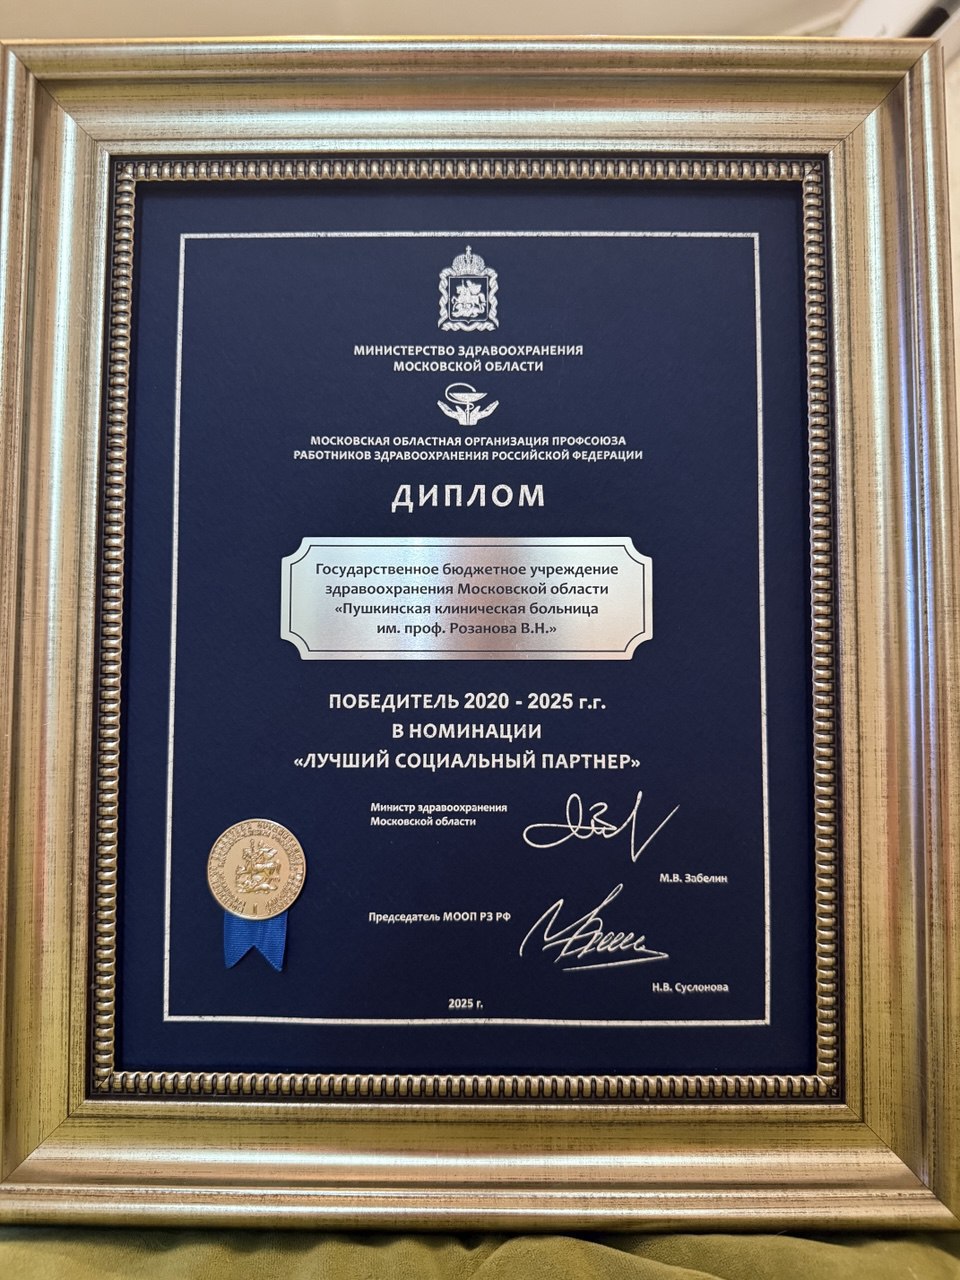 МИНИСТЕРСТВО ЗДРАВООХРАНЕНИЯ
МОСКОВСКОЙ ОБЛАСТИ
МОСКОВСКАЯ ОБЛАСТНАЯ ОРГАНИЗАЦИЯ ПРОФСОЮЗА
РАБОТНИКОВ ЗДРАВООХРАНЕНИЯ РОССИЙСКОЙ ФЕДЕРАЦИИ
ДИПЛОМ
Государственное бюджетное учреждение
здравоохранения Московской области
«Пушкинская клиническая больница
им. проф. Розанова В.Н.»
ПОБЕДИТЕЛЬ 2020 - 2025 г.г.
В НОМИНАЦИИ
«ЛУЧШИЙ СОЦИАЛЬНЫЙ ПАРТНЕР»
Министр здравоохранения
Московской области
М.В. Забелин
Председатель МООП РЗ РФ
Н.В. Суслонова
2025 г.